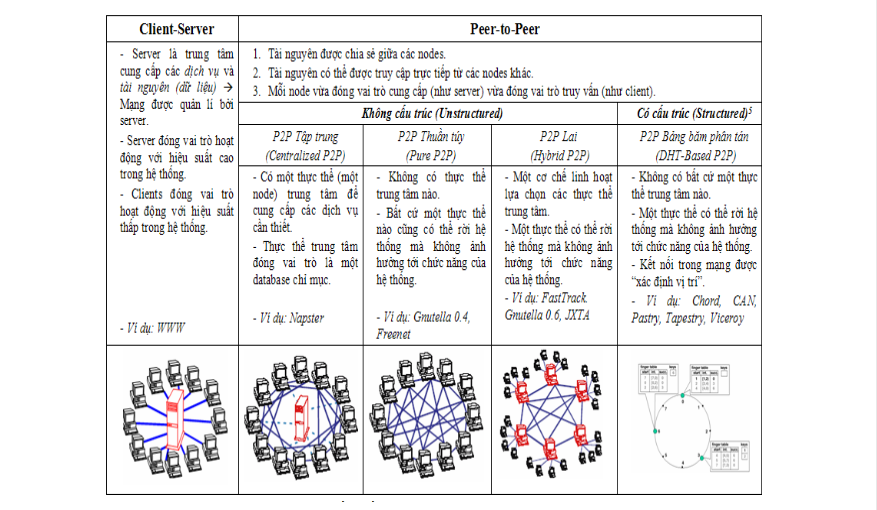 Client-Server
Peer-to-Peer
- Server là trung tâm
cung cấp các dịch vụ và
tài nguyên (dữ liệu) →
Mạng được quản lí bởi
server.
- Server đóng vai trò hoạt
động với hiệu suất cao
trong hệ thống.
- Clients đóng vai trò
hoạt động với hiệu suất
thấp trong hệ thống.
- Ví dụ: WWW
1. Tài nguyên được chia sẻ giữa các nodes.
2. Tài nguyên có thể được truy cập trực tiếp từ các nodes khác.
3. Mỗi node vừa đóng vai trò cung cấp (như server) vừa đóng vai trò truy vấn (như client).
Không cấu trúc (Unstructured)
Có cấu trúc (Structured)5
P2P Tập trung
(Centralized P2P)
P2P Thuần túy
(Pure P2P)
P2P Lai
(Hybrid P2P)
P2P Bảng băm phân tán
(DHT-Based P2P)
- Có một thực thể (một
node) trung tâm để
cung cấp các dịch vụ
cần thiết.
- Thực thể trung tâm
đóng vai trò là một
database chỉ mục.
- Ví dụ: Napster
- Không có thực thể
trung tâm nào.
- Bất cứ một thực thể
nào cũng có thể rời hệ
thống mà không ảnh
hưởng tới chức năng của
hệ thống.
- Ví dụ: Gnutella 0.4,
Freenet
- Một cơ chế linh hoạt
lựa chọn các thực thể
trung tâm.
- Một thực thể có thể rời
hệ thống mà không ảnh
hưởng tới chức năng
của hệ thống.
- Ví dụ: FastTrack.
Gnutella 0.6, JXTA
- Không có bất cứ một thực
thể trung tâm nào.
- Một thực thể có thể rời hệ
thống mà không ảnh hưởng
tới chức năng của hệ thống.
- Kết nối trong mạng được
“xác định vị trí”.
- Ví dụ: Chord, CAN,
Pastry, Tapestry, Viceroy